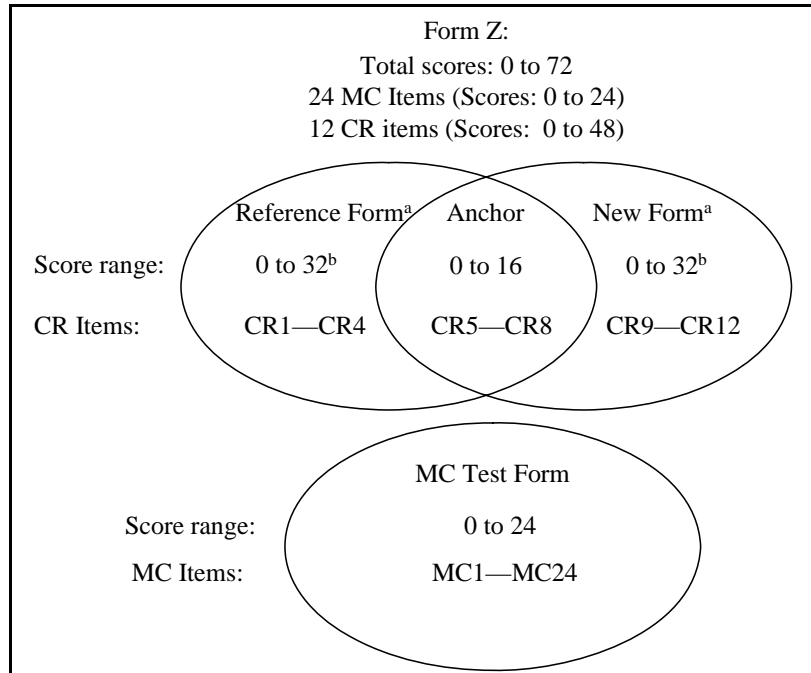 Form Z:
Total scores: 0 to 72
24 MC Items (Scores: 0 to 24)
12 CR items (Scores: 0 to 48)
Reference Formᵃ Anchor New Formᵃ
Score range: 0 to 32ᵇ 0 to 16 0 to 32ᵇ
CR Items: CR1—CR4 CR5—CR8 CR9—CR12
MC Test Form
Score range: 0 to 24
MC Items: MC1—MC24